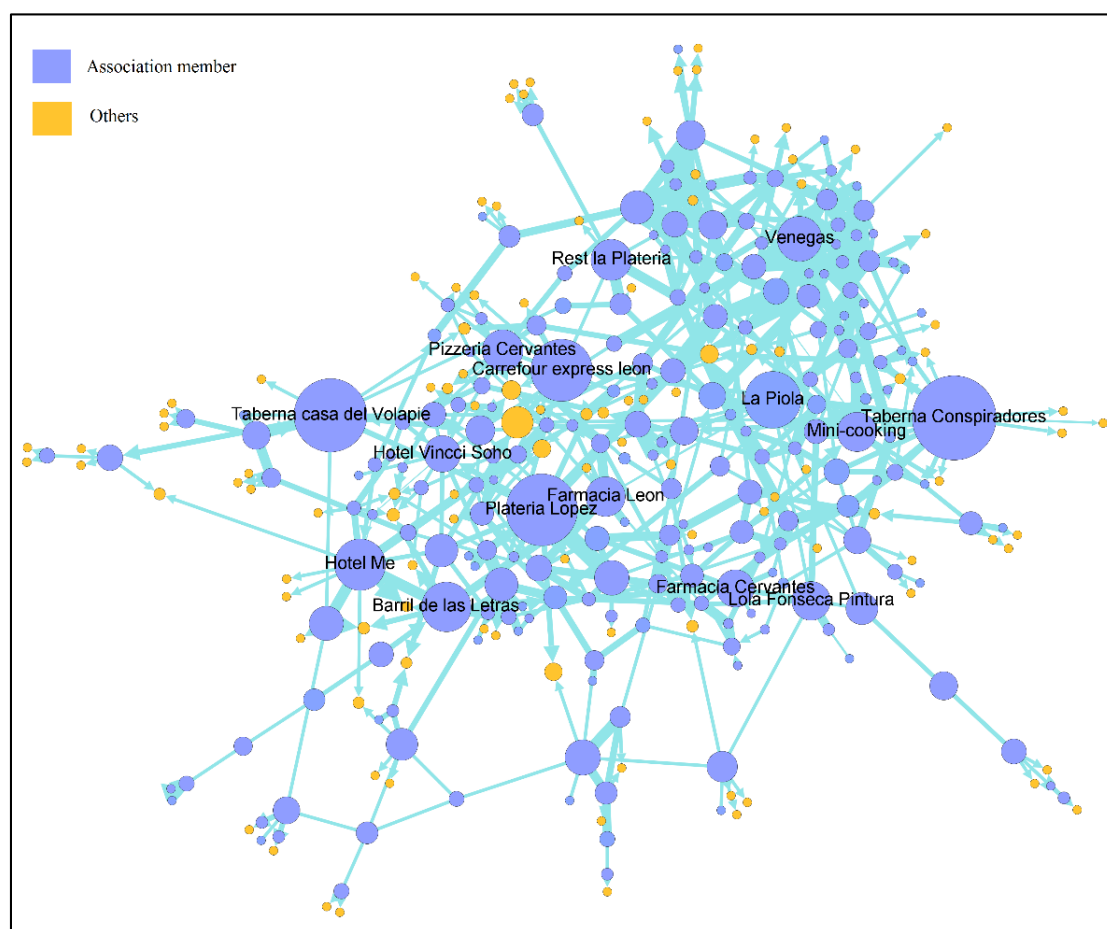 Association member
Others
Venegas
Rest la Plateria
Pizzeria Cervantes
Carrefour express leon
La Piola
Taberna casa del Volapie
Taberna Conspiradores
Mini-cooking
Hotel Vincci Soho
Farmacia Leon
Plateria Lopez
Hotel Me
Farmacia Cervantes
Lola Fonseca Pintura
Barril de las Letras